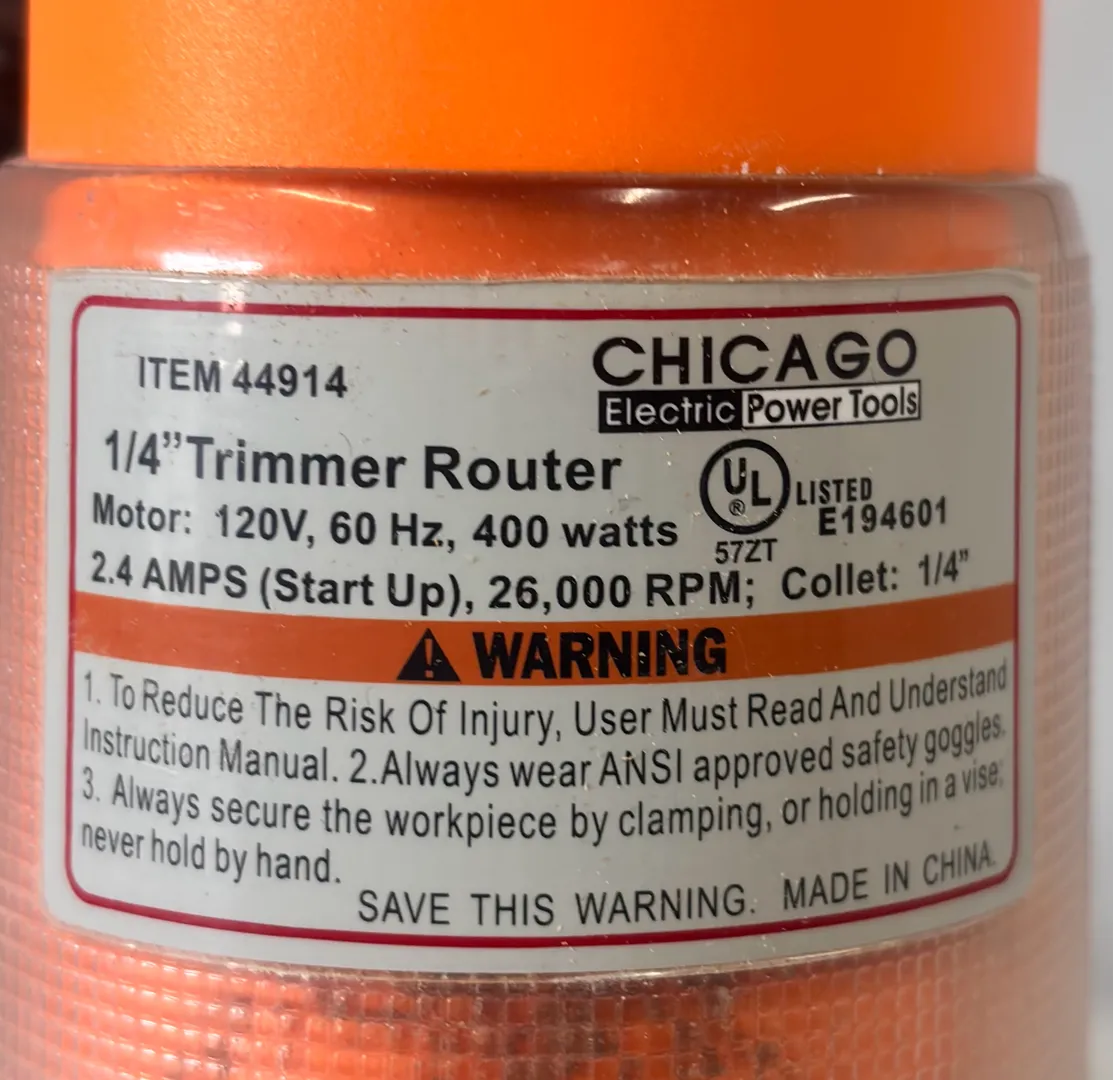 ITEM 44914
CHICAGO
Electric Power Tools
1/4” Trimmer Router
UL
®
LISTED
E194601
57ZT
Motor: 120V, 60 Hz., 400 watts
2.4 AMPS (Start Up), 26,000 RPM; Collet: 1/4”
WARNING
1. To Reduce The Risk Of Injury, User Must Read And Understand
Instruction Manual. 2.Always wear ANSI approved safety goggles.
3. Always secure the workpiece by clamping, or holding in a vise;
never hold by hand.
SAVE THIS WARNING. MADE IN CHINA.